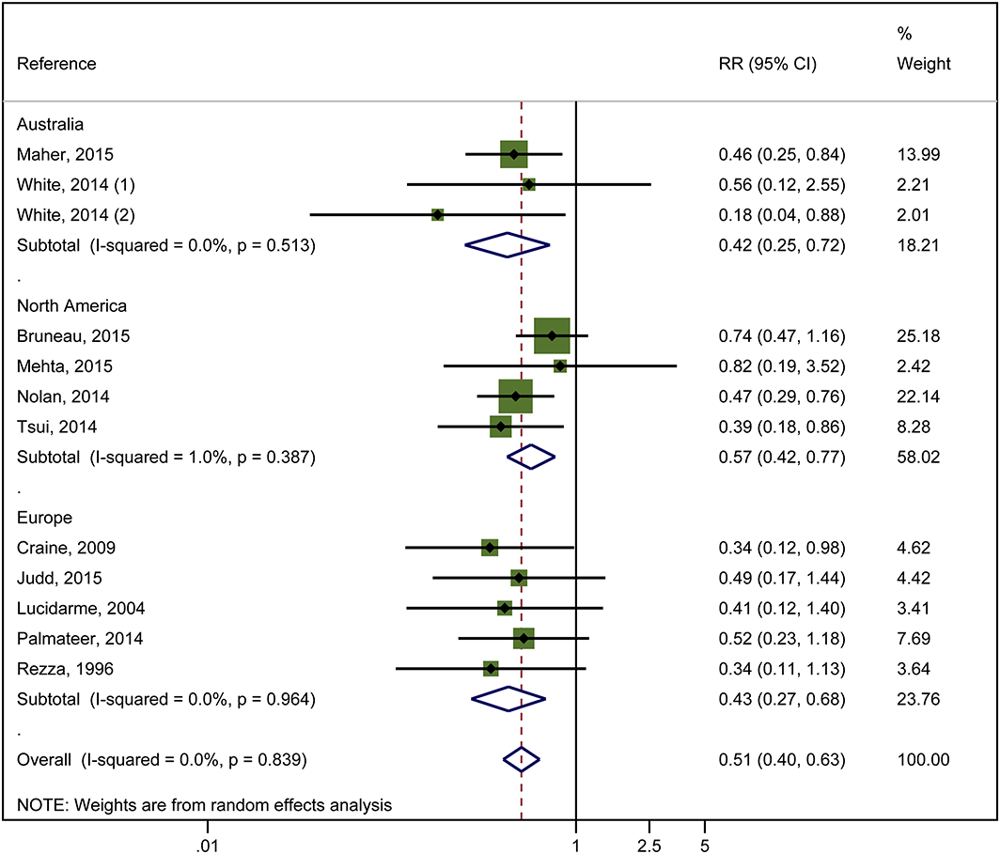 %
Reference RR (95% CI) Weight
Australia
Maher, 2015 0.46 (0.25, 0.84) 13.99
White, 2014 (1) 0.56 (0.12, 2.55) 2.21
White, 2014 (2) 0.18 (0.04, 0.88) 2.01
Subtotal (I-squared = 0.0%, p = 0.513) 0.42 (0.25, 0.72) 18.21
.
North America
Bruneau, 2015 0.74 (0.47, 1.16) 25.18
Mehta, 2015 0.82 (0.19, 3.52) 2.42
Nolan, 2014 0.47 (0.29, 0.76) 22.14
Tsui, 2014 0.39 (0.18, 0.86) 8.28
Subtotal (I-squared = 1.0%, p = 0.387) 0.57 (0.42, 0.77) 58.02
.
Europe
Craine, 2009 0.34 (0.12, 0.98) 4.62
Judd, 2015 0.49 (0.17, 1.44) 4.42
Lucidarme, 2004 0.41 (0.12, 1.40) 3.41
Palmateer, 2014 0.52 (0.23, 1.18) 7.69
Rezza, 1996 0.34 (0.11, 1.13) 3.64
Subtotal (I-squared = 0.0%, p = 0.964) 0.43 (0.27, 0.68) 23.76
.
Overall (I-squared = 0.0%, p = 0.839) 0.51 (0.40, 0.63) 100.00
NOTE: Weights are from random effects analysis
.01 1 2.5 5